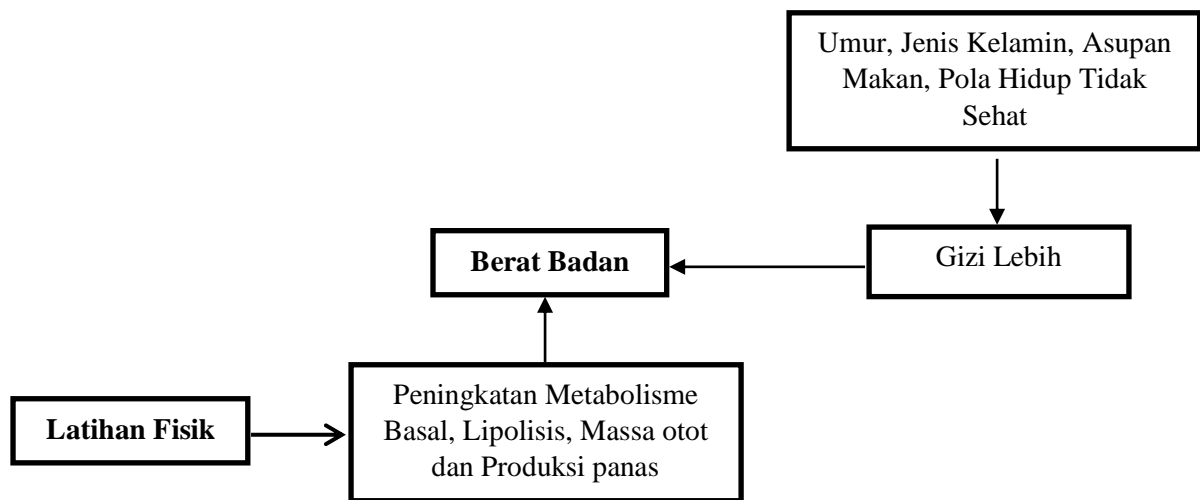 Umur, Jenis Kelamin, Asupan
Makan, Pola Hidup Tidak
Sehat
Berat Badan
Gizi Lebih
Latihan Fisik
Peningkatan Metabolisme
Basal, Lipolisis, Massa otot
dan Produksi panas